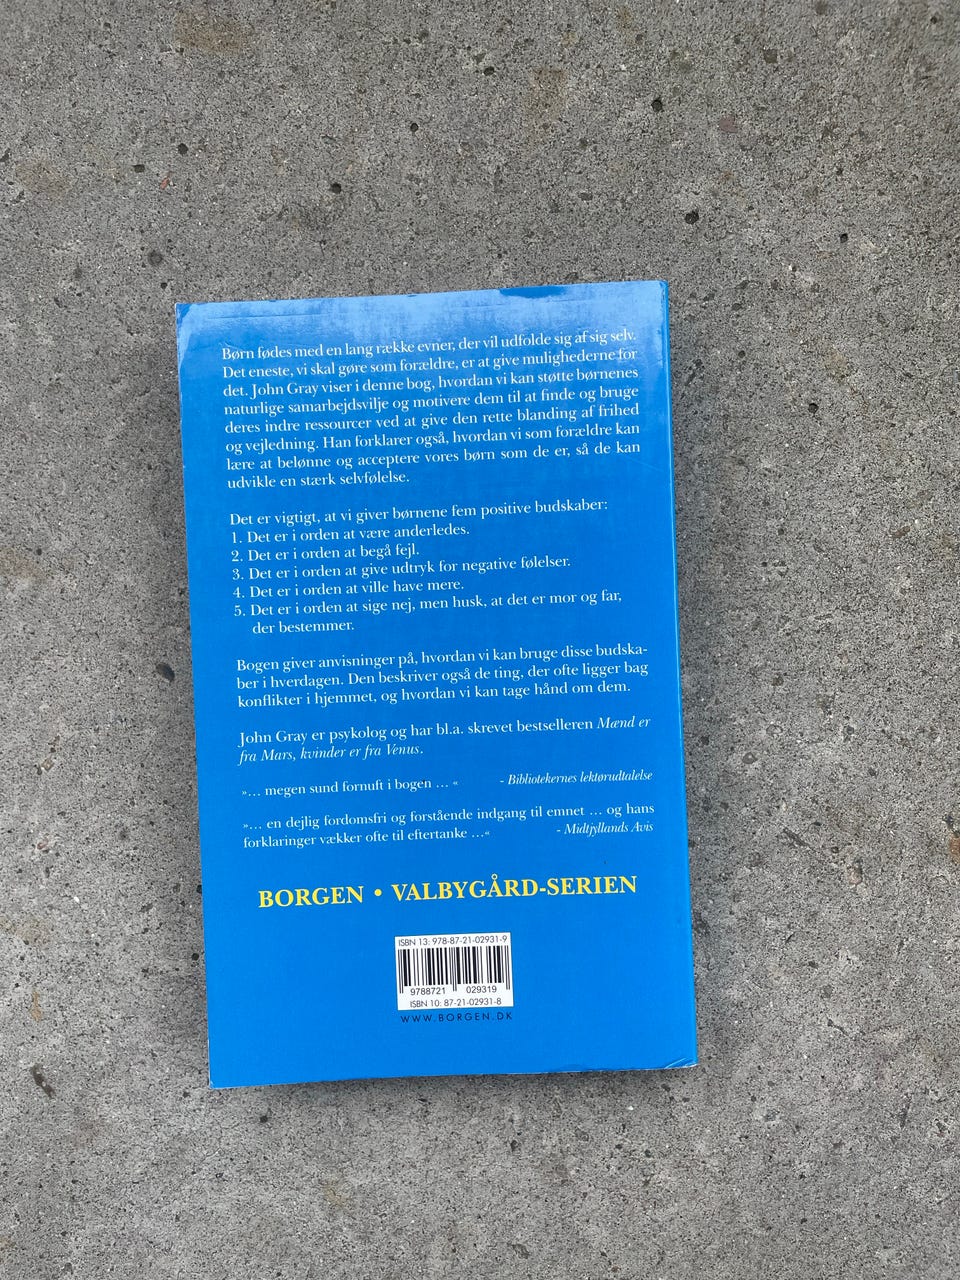 Børn fødes med en lang række evner, der vil udfolde sig af sig selv.
Det eneste, vi skal gøre som forældre, er at give mulighederne for
det. John Gray viser i denne bog, hvordan vi kan støtte børnenes
naturlige samarbejdsvilje og motivere dem til at finde og bruge
deres indre ressourcer ved at give den rette blanding af frihed
og vejledning. Han forklarer også, hvordan vi som forældre kan
lære at belønne og acceptere vores børn som de er, så de kan
udvikle en stærk selvfølelse.
Det er vigtigt, at vi giver børnene fem positive budskaber:
1. Det er i orden at være anderledes.
2. Det er i orden at begå fejl.
3. Det er i orden at give udtryk for negative følelser.
4. Det er i orden at ville have mere.
5. Det er i orden at sige nej, men husk, at det er mor og far,
der bestemmer.
Bogen giver anvisninger på, hvordan vi kan bruge disse budska-
ber i hverdagen. Den beskriver også de ting, der ofte ligger bag
konflikter i hjemmet, og hvordan vi kan tage hånd om dem.
John Gray er psykolog og har bl.a. skrevet bestselleren Mænd er
fra Mars, kvinder er fra Venus.
»... megen sund fornuft i bogen ... « - Bibliotekernes lektørudtalelse
»... en dejlig fordomsfri og forstående indgang til emnet ... og hans
forklaringer vækker ofte til eftertanke ...« - Midtjyllands Avis
BORGEN • VALBYGÅRD-SERIEN
ISBN 13: 978-87-21-02931-9
9788721 029319
ISBN 10: 87-21-02931-8
WWW.BORGEN.DK